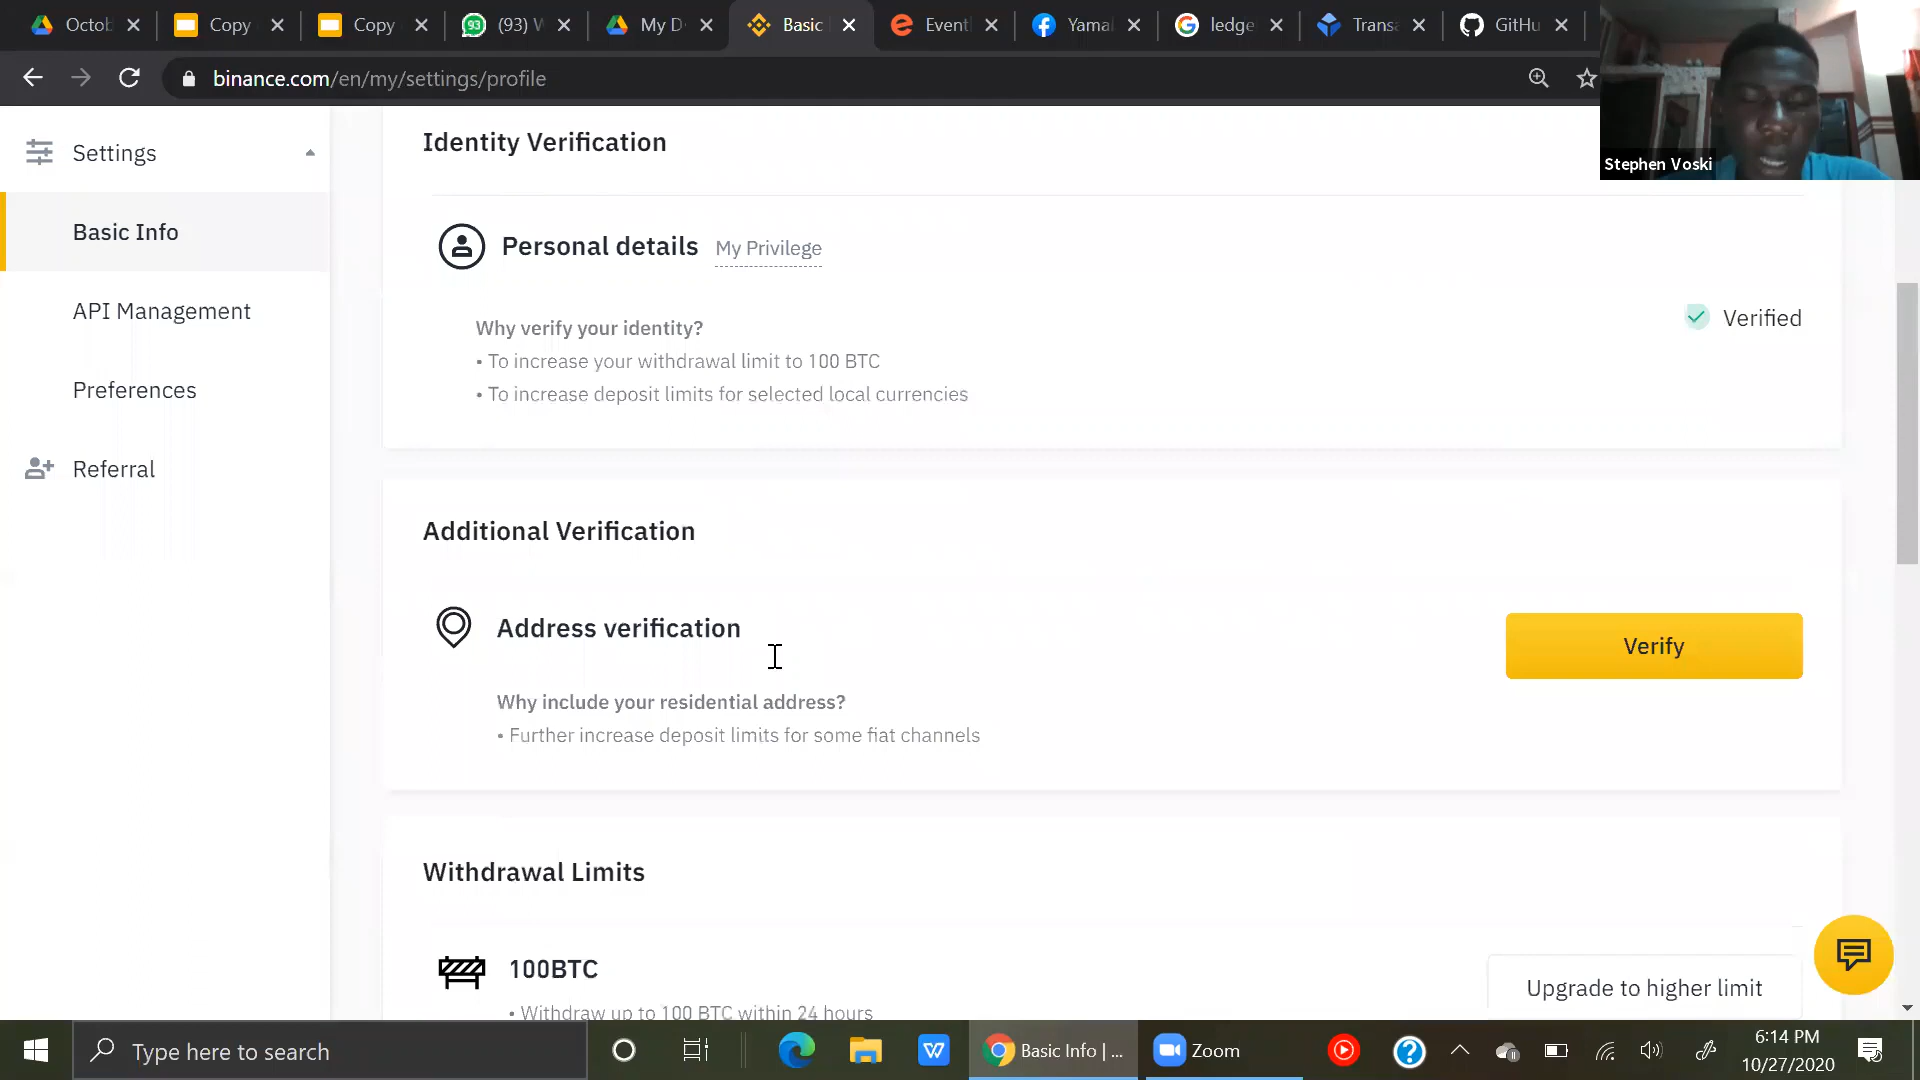 Octob
Copy
Copy
(93) W
My D
Basic
Event
Yama
ledge
Transa
GitHu
binance.com/en/my/settings/profile
Stephen Voski
Settings
Basic Info
API Management
Preferences
Referral
Identity Verification
Personal details My Privilege
Why verify your identity?
• To increase your withdrawal limit to 100 BTC
• To increase deposit limits for selected local currencies
Verified
Additional Verification
Address verification
Verify
Why include your residential address?
• Further increase deposit limits for some fiat channels
Withdrawal Limits
100BTC
• Withdraw up to 100 BTC within 24 hours
Upgrade to higher limit
Type here to search
Basic Info | ...
Zoom
6:14 PM
10/27/2020